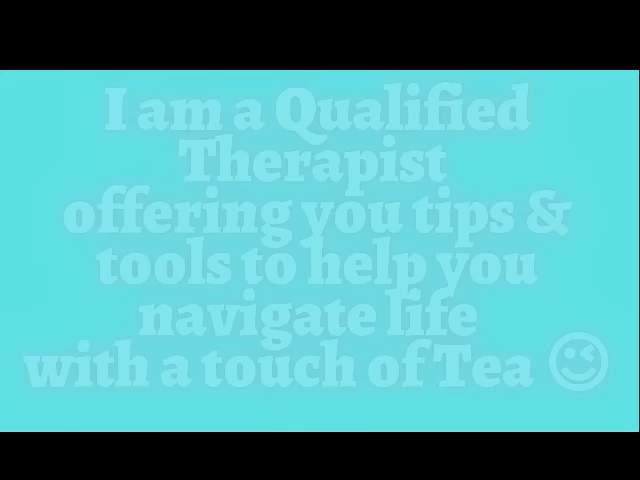 I am a Qualified
Therapist
offering you tips &
tools to help you
navigate life
with a touch of Tea 😉